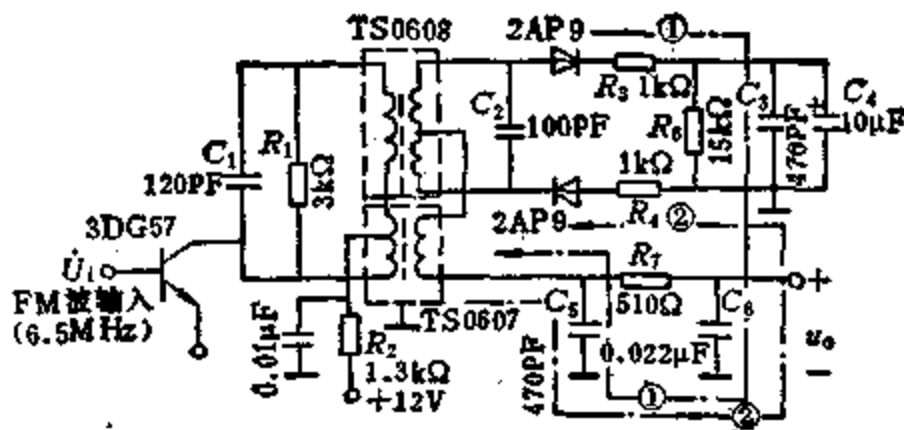 TS0608
2AP9
①
R₃ 1kΩ
C₁
120PF
R₁
3kΩ
C₂
100PF
R₆
15kΩ
C₃
470PF
+
C₄
10μF
1kΩ
R₄
②
2AP9
3DG57
U̇ᵢ
FM波输入
(6.5MHz)
0.01μF
R₂
1.3kΩ
+12V
TS0607
C₅
470PF
R₇
510Ω
C₈
0.022μF
+
u₀
−
①
②